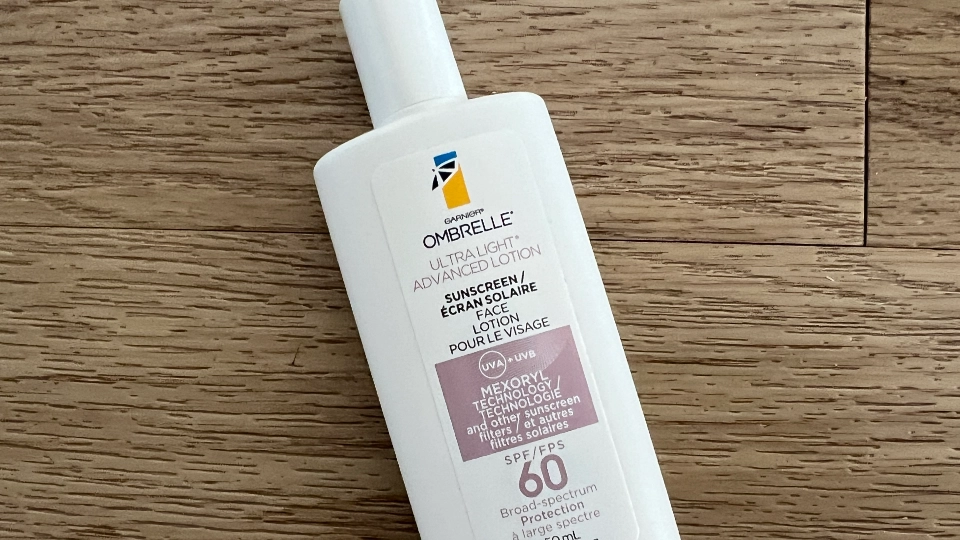 GARNIER®
OMBRELLE®
ULTRA LIGHT®
ADVANCED LOTION
SUNSCREEN /
ÉCRAN SOLAIRE
FACE
LOTION
POUR LE VISAGE
UVA + UVB
MEXORYL
TECHNOLOGY /
TECHNOLOGIE
and other sunscreen
filters / et autres
filtres solaires
SPF/FPS
60
Broad-spectrum
Protection
à large spectre
mL